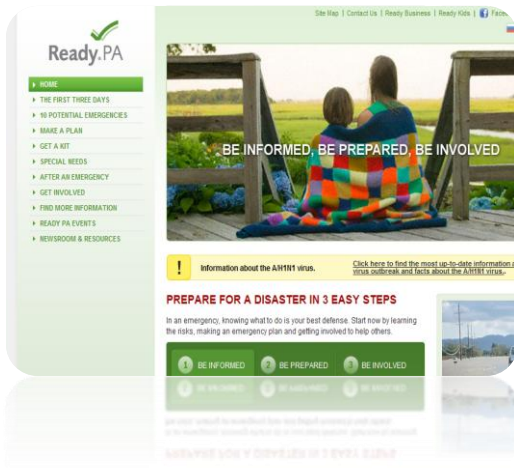 Site Map | Contact Us | Ready Business | Ready Kids |
Ready.PA
HOME
THE FIRST THREE DAYS
10 POTENTIAL EMERGENCIES
MAKE A PLAN
GET A KIT
SPECIAL NEEDS
AFTER AN EMERGENCY
GET INVOLVED
FIND MORE INFORMATION
READY PA EVENTS
NEWSROOM & RESOURCES
BE INFORMED, BE PREPARED, BE INVOLVED
! Information about the A/H1N1 virus.
Click here to find the most up-to-date information
virus outbreak and facts about the A/H1N1 virus.
PREPARE FOR A DISASTER IN 3 EASY STEPS
In an emergency, knowing what to do is your best defense. Start now by learning
the risks, making an emergency plan and getting involved to help others.
1 BE INFORMED 2 BE PREPARED 3 BE INVOLVED